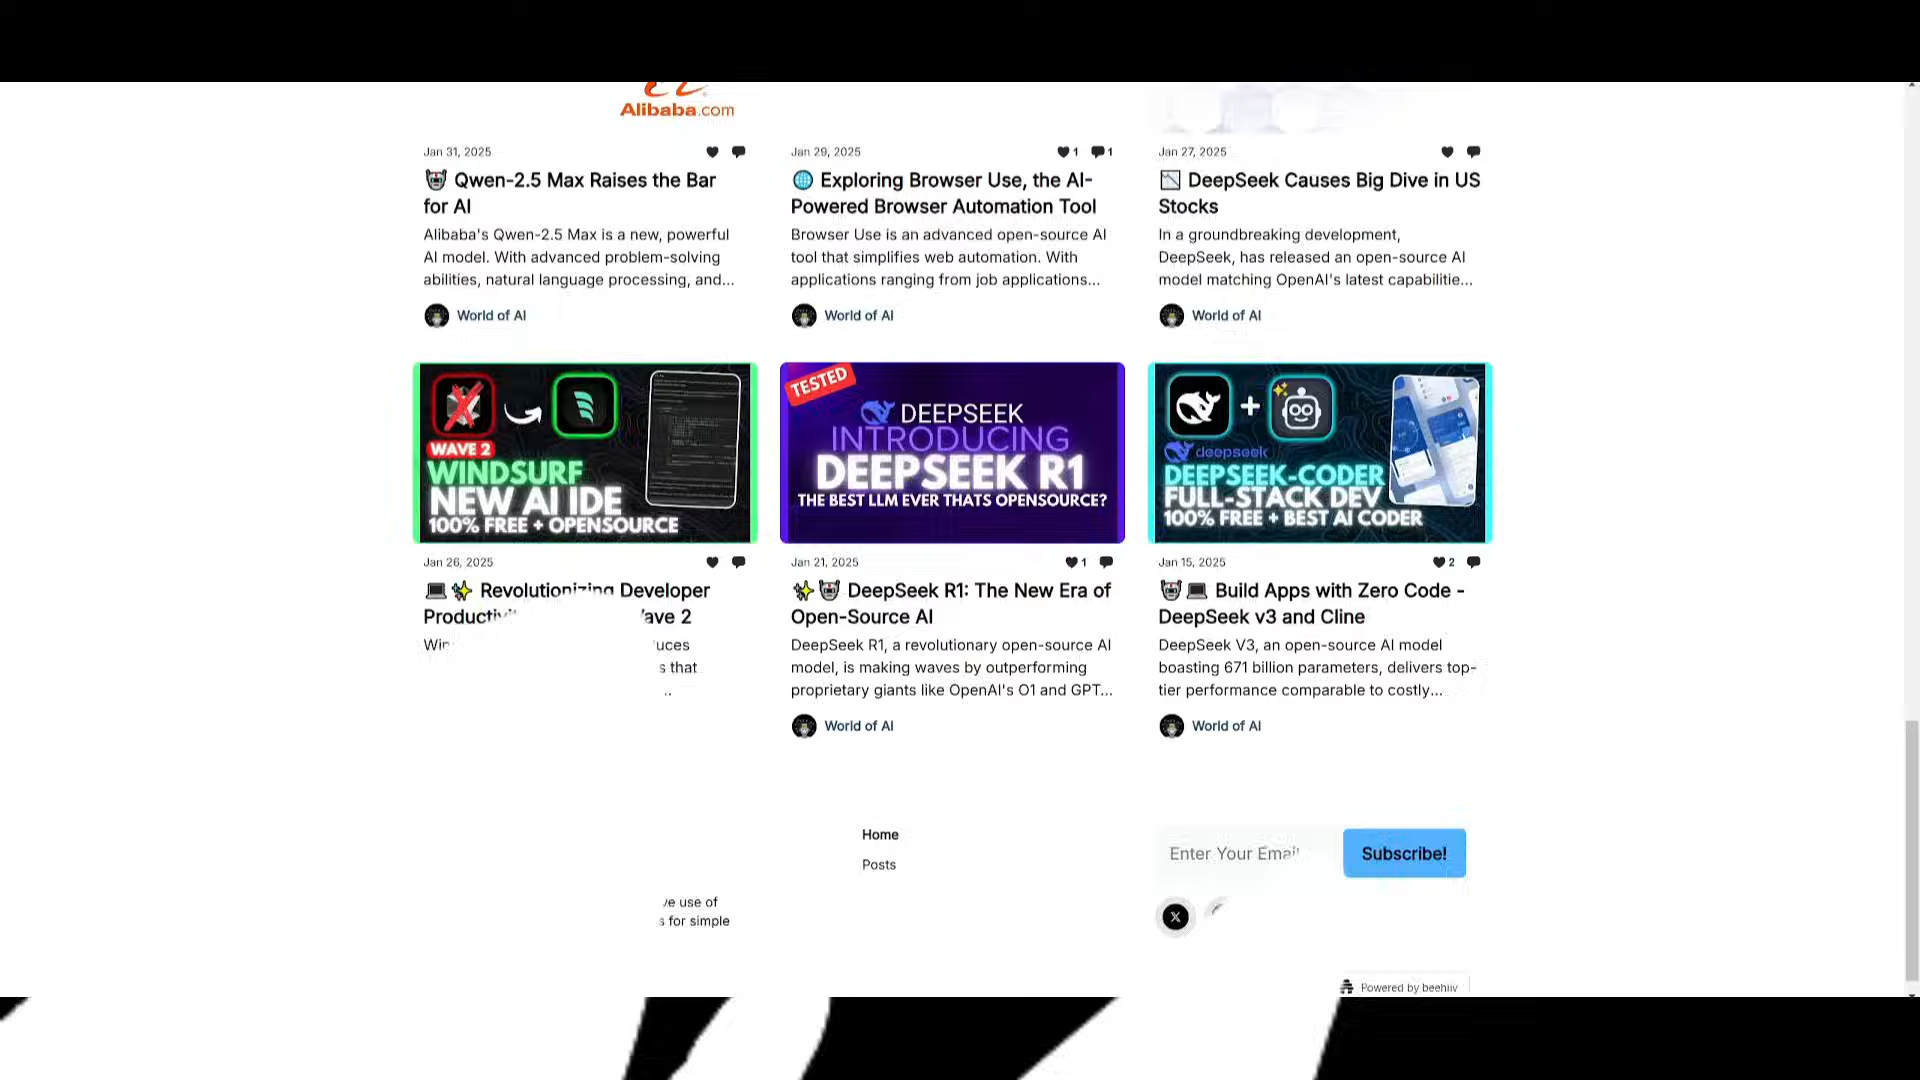 Alibaba.com
Jan 31, 2025
Qwen-2.5 Max Raises the Bar
for AI
Alibaba's Qwen-2.5 Max is a new, powerful
AI model. With advanced problem-solving
abilities, natural language processing, and...
World of AI
Jan 29, 2025
1
1
Exploring Browser Use, the AI-
Powered Browser Automation Tool
Browser Use is an advanced open-source AI
tool that simplifies web automation. With
applications ranging from job applications...
World of AI
Jan 27, 2025
DeepSeek Causes Big Dive in US
Stocks
In a groundbreaking development,
DeepSeek, has released an open-source AI
model matching OpenAI's latest capabilitie...
World of AI
WAVE 2
WINDSURF
NEW AI IDE
100% FREE + OPENSOURCE
Jan 26, 2025
Revolutionizing Developer
2
that
TESTED
DEEPSEEK
INTRODUCING
DEEPSEEK R1
THE BEST LLM EVER THATS OPENSOURCE?
Jan 21, 2025
1
DeepSeek R1: The New Era of
Open-Source AI
DeepSeek R1, a revolutionary open-source AI
model, is making waves by outperforming
proprietary giants like OpenAI's O1 and GPT...
World of AI
+
deepseek
DEEPSEEK-CODER
FULL-STACK DEV
100% FREE + BEST AI CODER
Jan 15, 2025
2
Build Apps with Zero Code -
DeepSeek v3 and Cline
DeepSeek V3, an open-source AI model
boasting 671 billion parameters, delivers top-
tier performance comparable to costly...
World of AI
use of
for simple
Home
Posts
Enter Your Email
Subscribe!
Powered by beehiiv